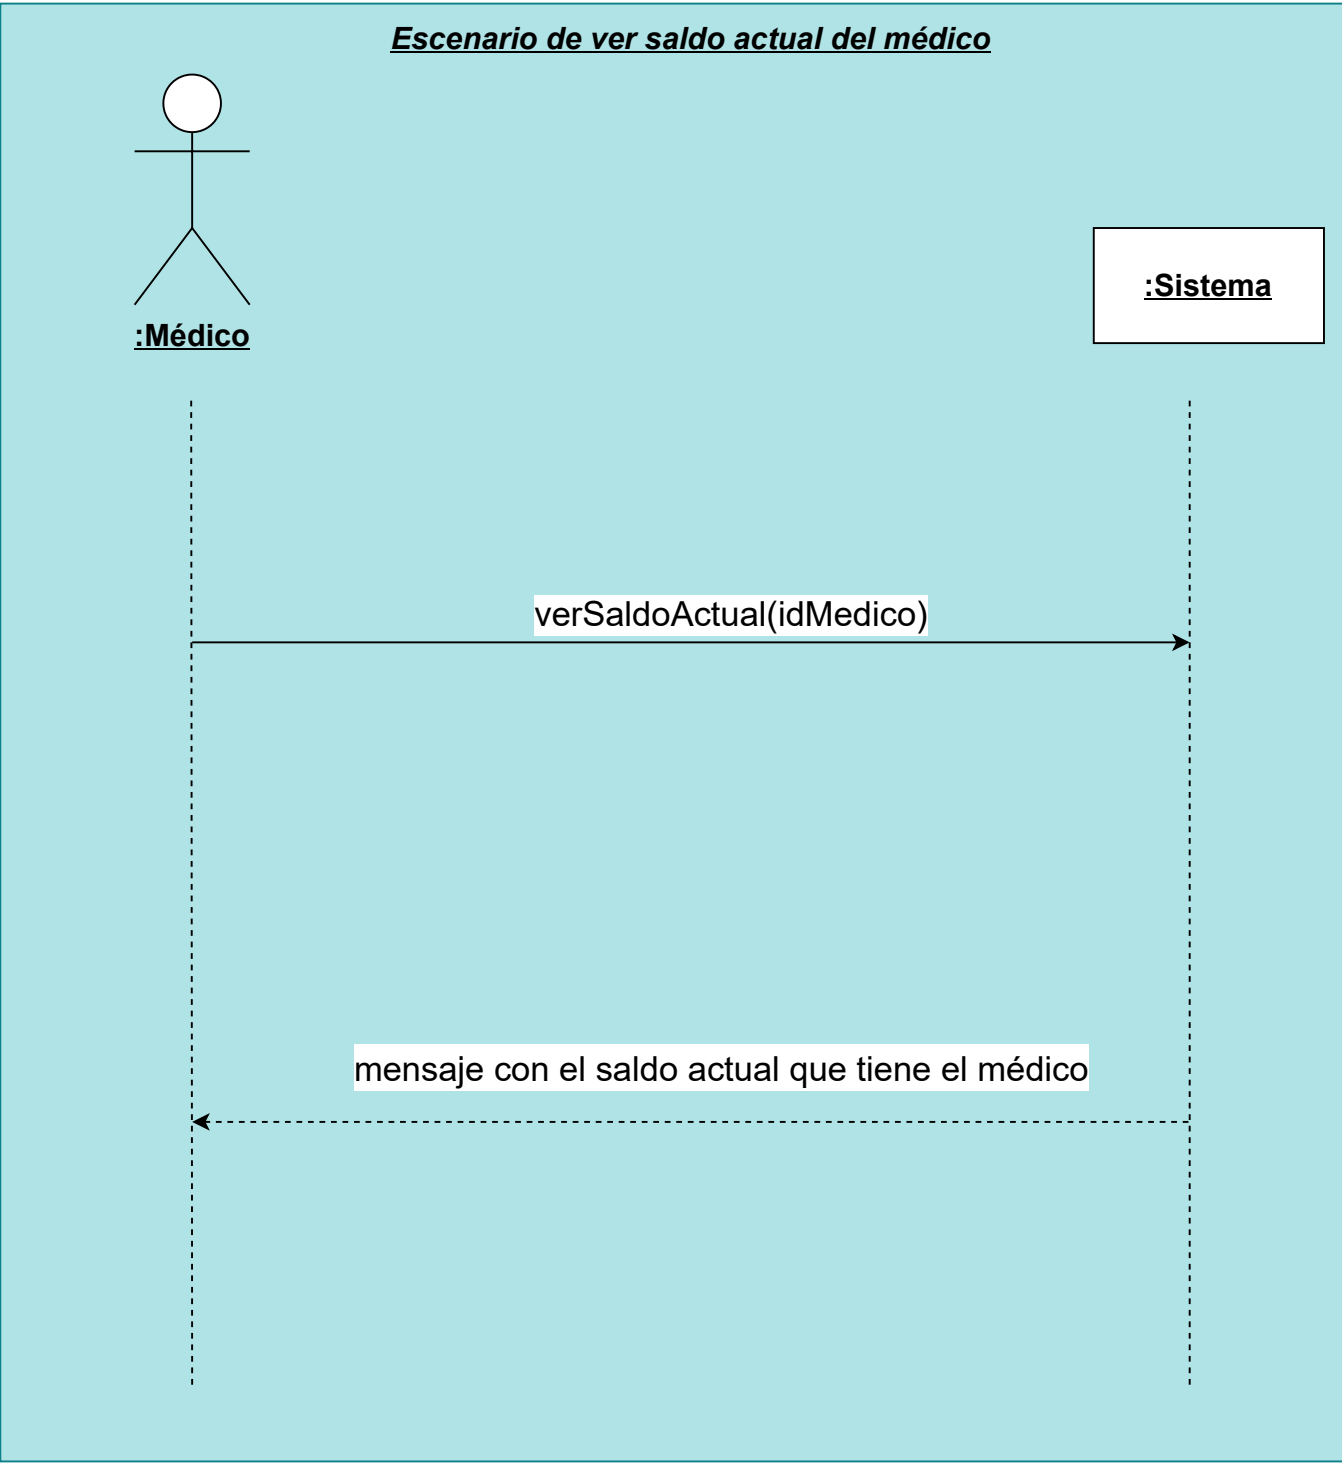 Escenario de ver saldo actual del médico
:Sistema
:Médico
verSaldoActual(idMedico)
mensaje con el saldo actual que tiene el médico